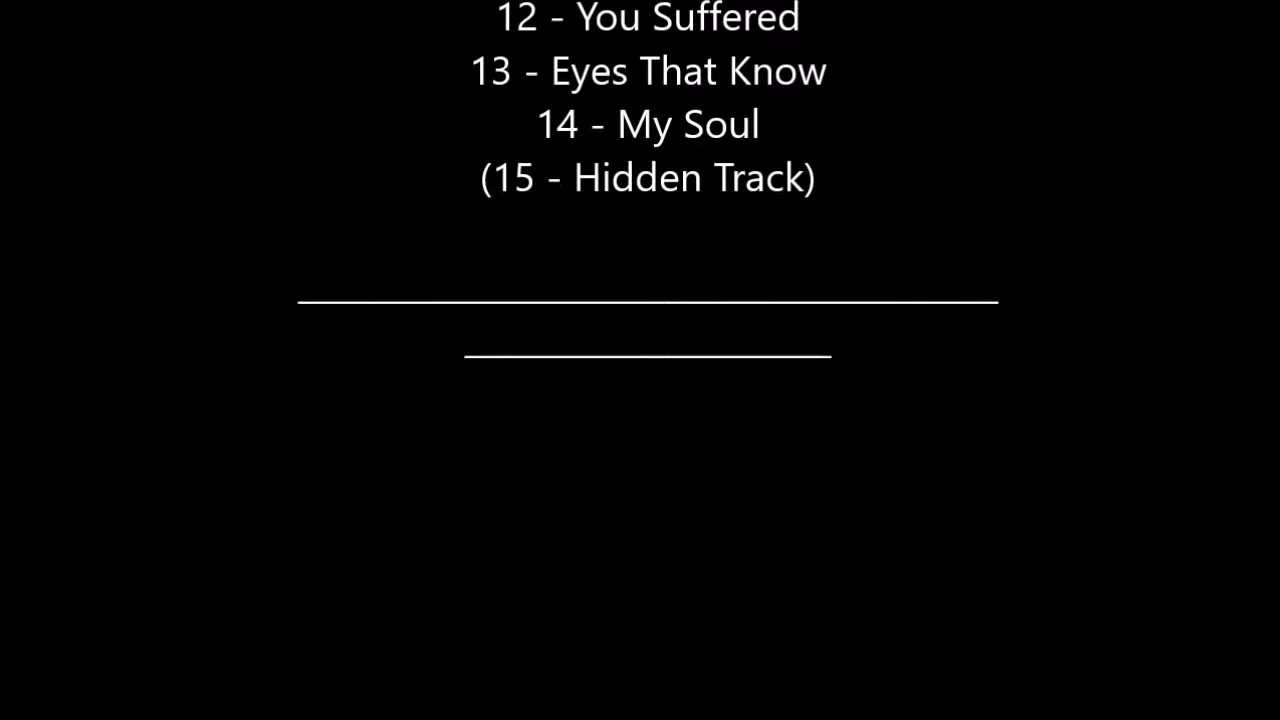 12 - You Suffered
13 - Eyes That Know
14 - My Soul
(15 - Hidden Track)